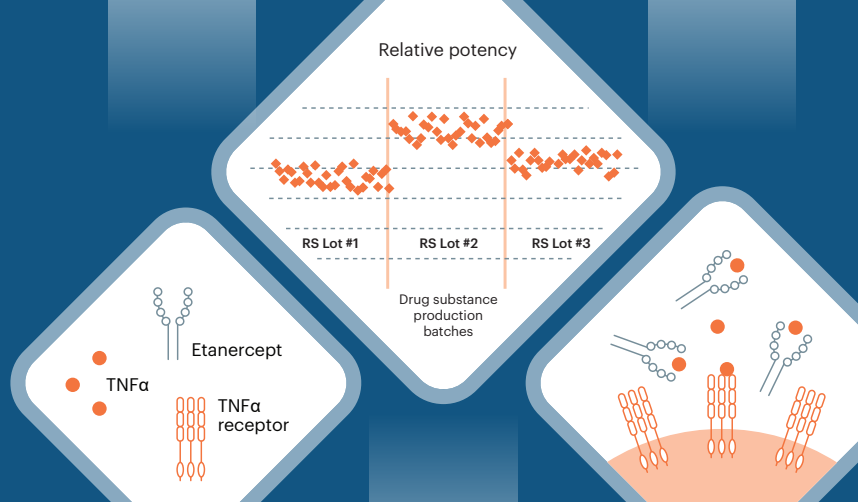 Relative potency
RS Lot #1
RS Lot #2
RS Lot #3
Drug substance
production
batches
Etanercept
TNFα
TNFα
receptor